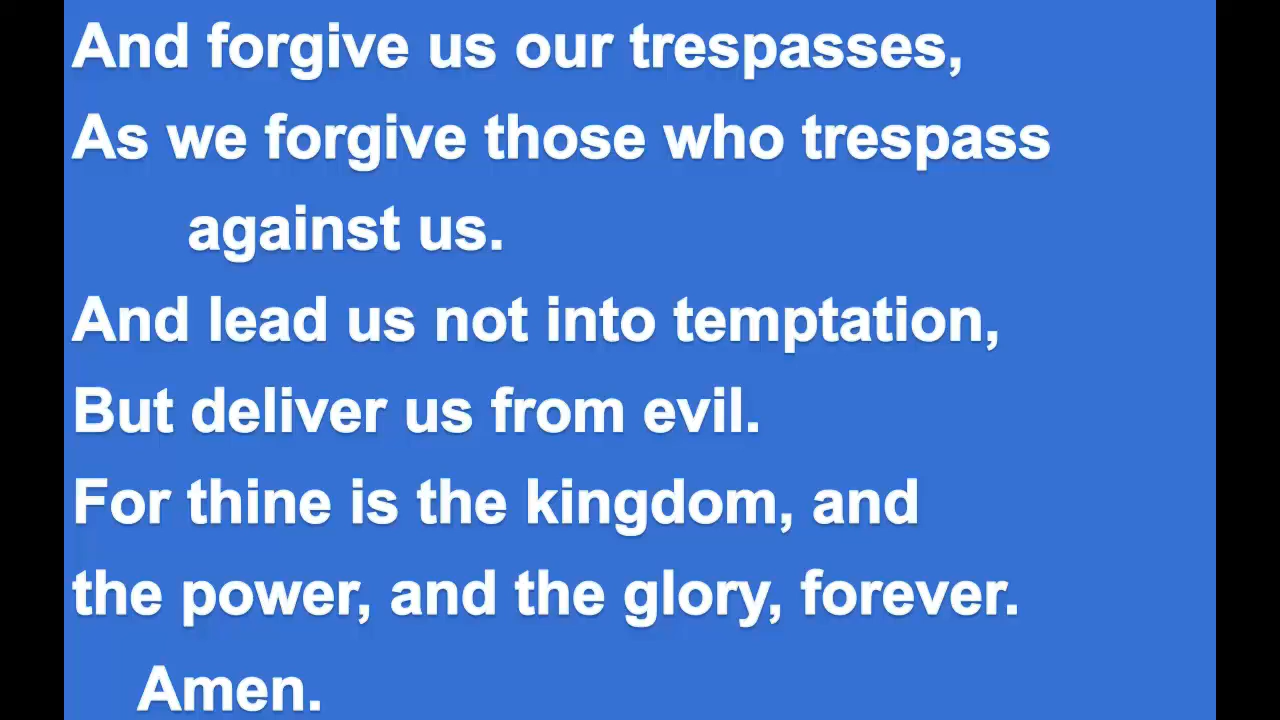 And forgive us our trespasses,
As we forgive those who trespass
against us.
And lead us not into temptation,
But deliver us from evil.
For thine is the kingdom, and
the power, and the glory, forever.
Amen.